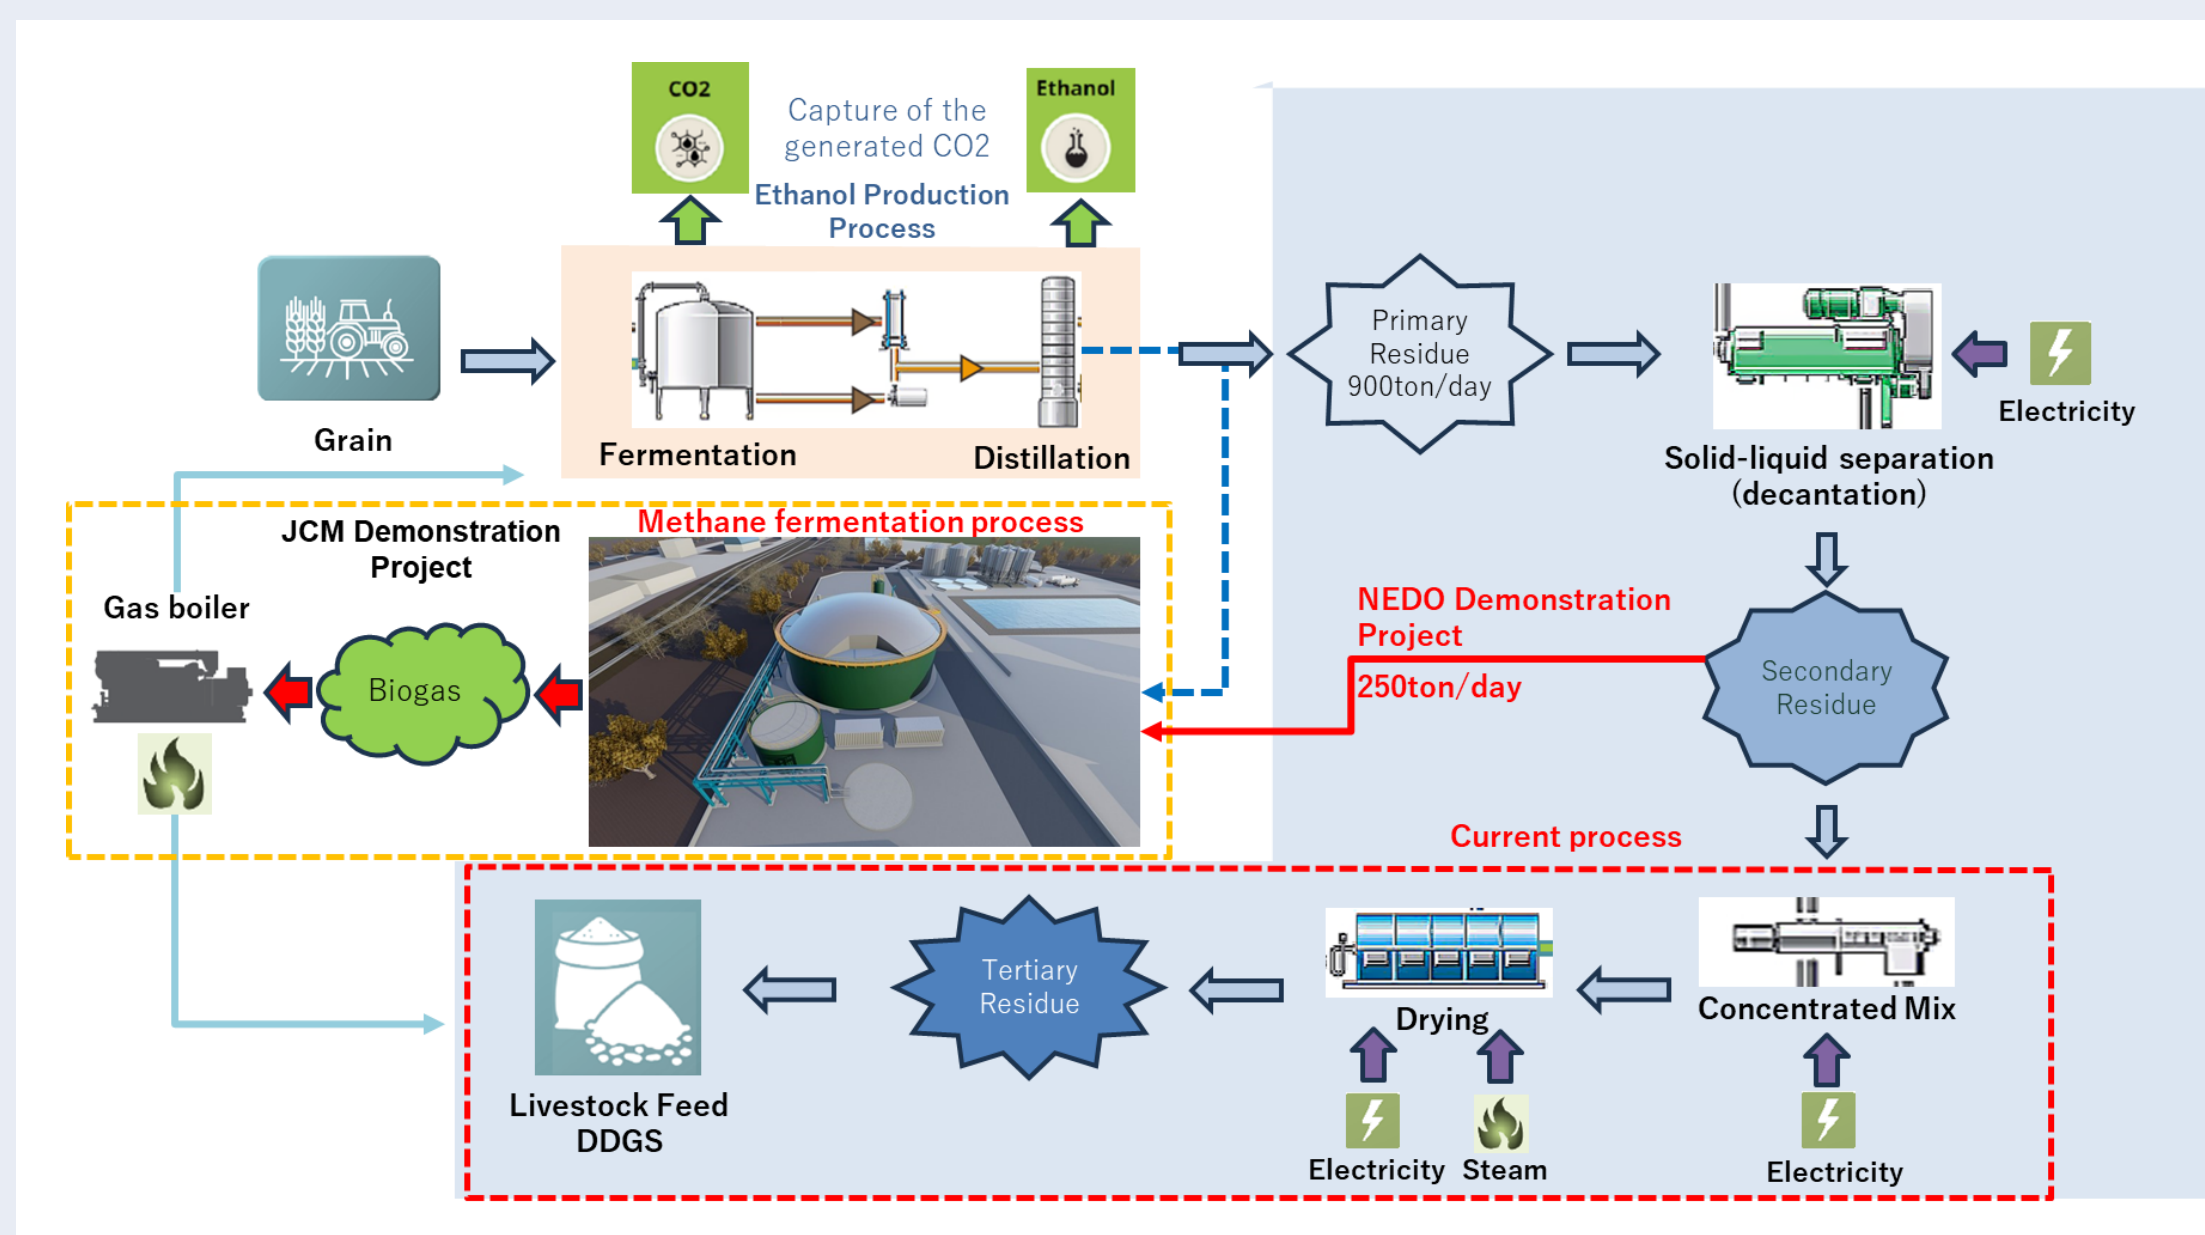 CO2
Capture of the
generated CO2
Ethanol
Ethanol Production
Process
Grain
Fermentation
Distillation
Primary
Residue
900ton/day
Electricity
Solid-liquid separation
(decantation)
JCM Demonstration
Project
Methane fermentation process
Gas boiler
Biogas
NEDO Demonstration
Project
250ton/day
Secondary
Residue
Current process
Livestock Feed
DDGS
Tertiary
Residue
Drying
Concentrated Mix
Electricity
Steam
Electricity